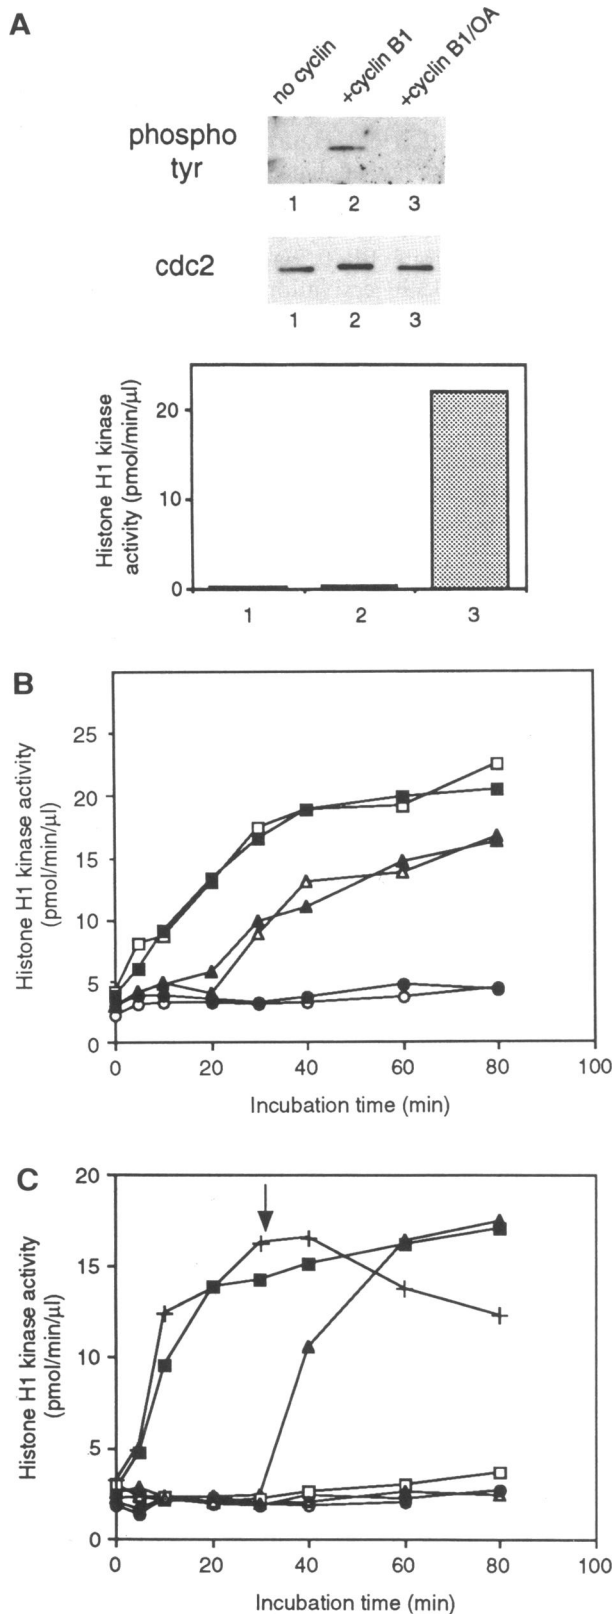 A
no cyclin
+cyclin B1
+cyclin B1/OA
phospho
tyr
1 2 3
cdc2
1 2 3
Histone H1 kinase
activity (pmol/min/µl)
20
10
0
1 2 3
B
Histone H1 kinase activity
(pmol/min/µl)
25
20
15
10
5
0
0 20 40 60 80 100
Incubation time (min)
C
Histone H1 kinase activity
(pmol/min/µl)
20
15
10
5
0
0 20 40 60 80 100
Incubation time (min)